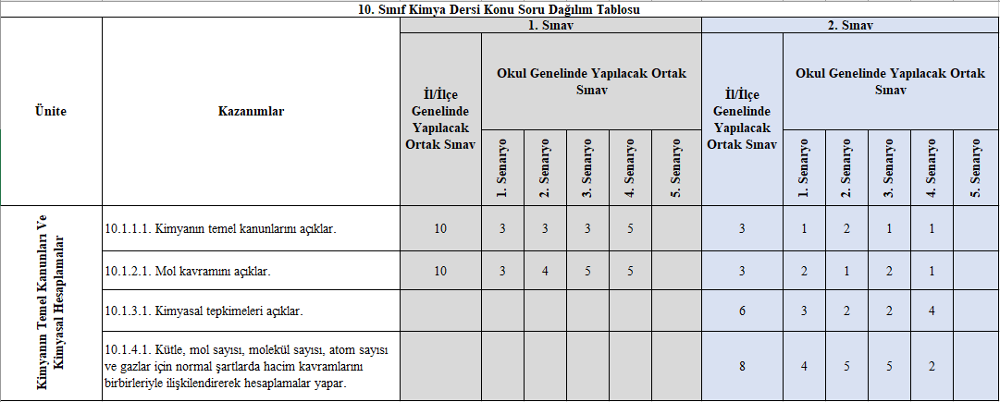 10. Sınıf Kimya Dersi Konu Soru Dağılım Tablosu
1. Sınav
2. Sınav
Ünite
Kazanımlar
İl/İlçe
Genelinde
Yapılacak
Ortak Sınav
Okul Genelinde Yapılacak Ortak
Sınav
1. Senaryo
2. Senaryo
3. Senaryo
4. Senaryo
5. Senaryo
İl/İlçe
Genelinde
Yapılacak
Ortak Sınav
Okul Genelinde Yapılacak Ortak
Sınav
1. Senaryo
2. Senaryo
3. Senaryo
4. Senaryo
5. Senaryo
Kimyanın Temel Kanunları Ve
Kimyasal Hesaplamalar
10.1.1.1. Kimyanın temel kanunlarını açıklar. 10 3 3 3 5 3 1 2 1 1
10.1.2.1. Mol kavramını açıklar. 10 3 4 5 5 3 2 1 2 1
10.1.3.1. Kimyasal tepkimeleri açıklar. 6 3 2 2 4
10.1.4.1. Kütle, mol sayısı, molekül sayısı, atom sayısı
ve gazlar için normal şartlarda hacim kavramlarını
birbirleriyle ilişkilendirerek hesaplamalar yapar.
8 4 5 5 2